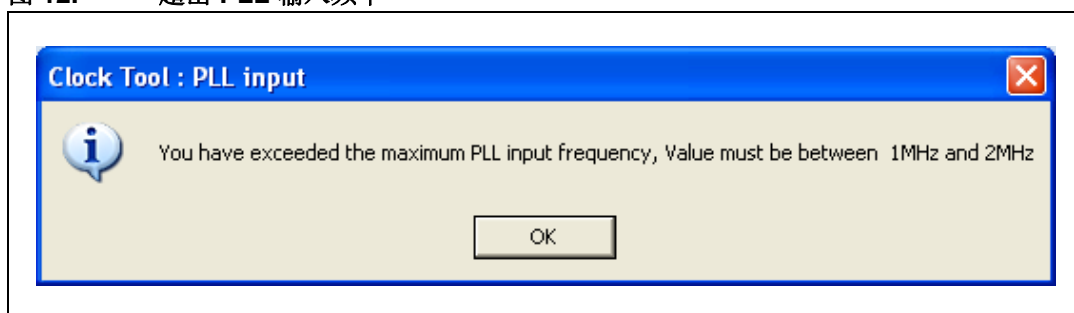 Clock Tool : PLL input
You have exceeded the maximum PLL input frequency, Value must be between 1MHz and 2MHz
OK